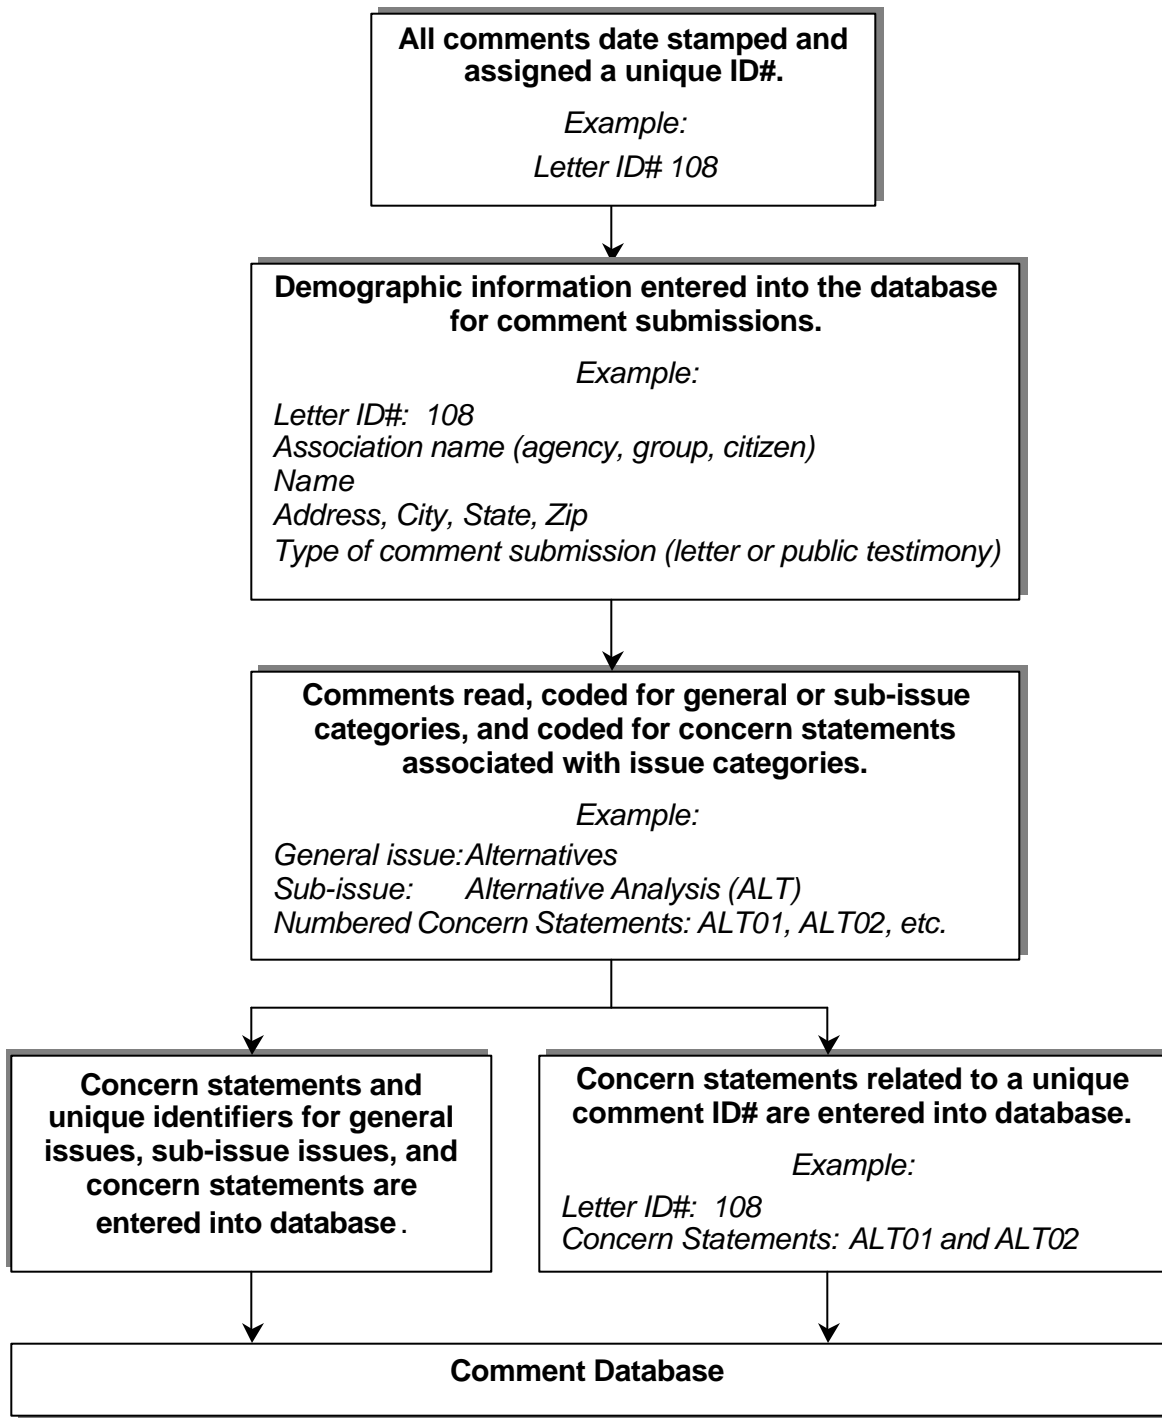 All comments date stamped and
assigned a unique ID#.
Example:
Letter ID# 108
Demographic information entered into the database
for comment submissions.
Example:
Letter ID#: 108
Association name (agency, group, citizen)
Name
Address, City, State, Zip
Type of comment submission (letter or public testimony)
Comments read, coded for general or sub-issue
categories, and coded for concern statements
associated with issue categories.
Example:
General issue: Alternatives
Sub-issue: Alternative Analysis (ALT)
Numbered Concern Statements: ALT01, ALT02, etc.
Concern statements and
unique identifiers for general
issues, sub-issue issues, and
concern statements are
entered into database.
Concern statements related to a unique
comment ID# are entered into database.
Example:
Letter ID#: 108
Concern Statements: ALT01 and ALT02
Comment Database